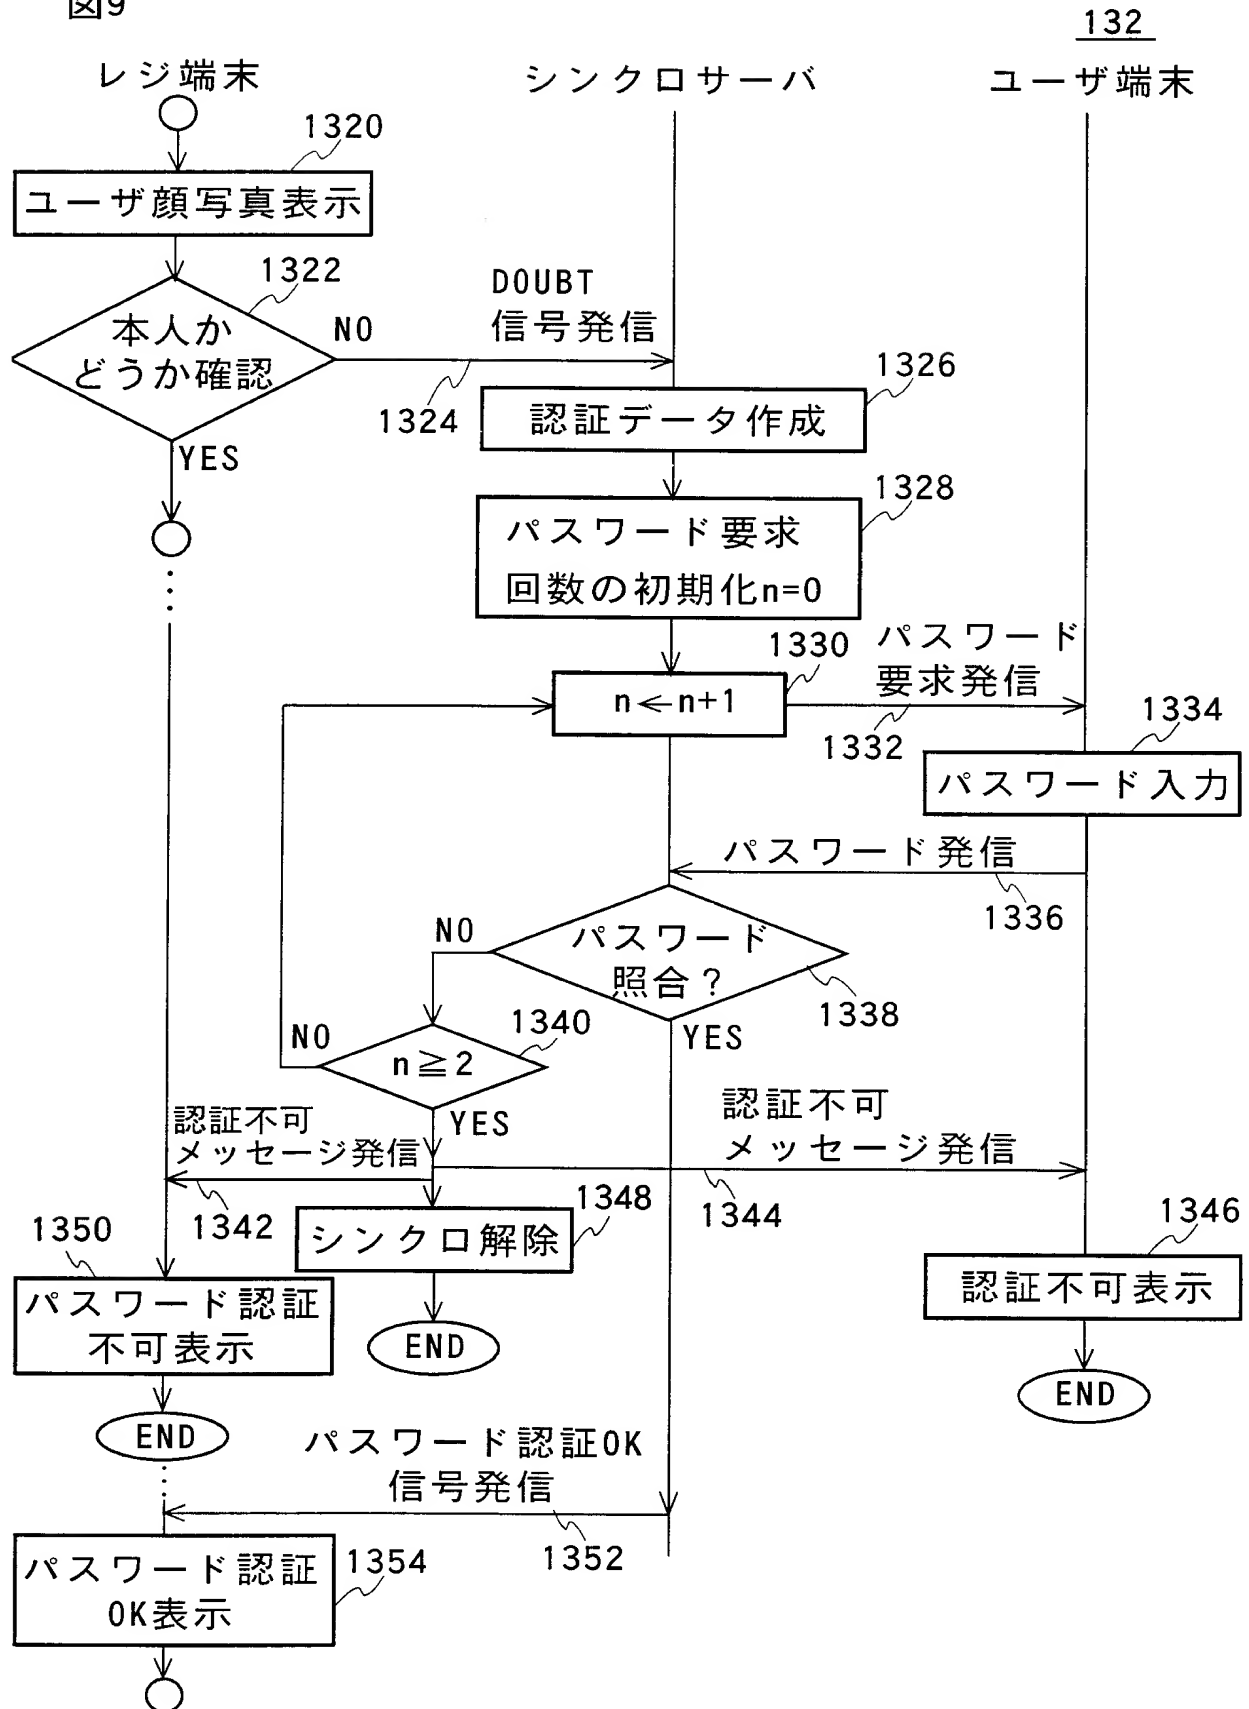 図9
132
レジ端末
シンクロサーバ
ユーザ端末
1320
ユーザ顔写真表示
1322
本人か
どうか確認
NO
YES
DOUBT
信号発信
1324
1326
認証データ作成
1328
パスワード要求
回数の初期化n=0
1330
n←n+1
パスワード
要求発信
1332
1334
パスワード入力
パスワード発信
1336
パスワード
照合？
1338
NO
YES
1340
n≧2
NO
YES
認証不可
メッセージ発信
1342
認証不可
メッセージ発信
1344
1348
シンクロ解除
END
1346
認証不可表示
END
1350
パスワード認証
不可表示
END
パスワード認証OK
信号発信
1352
1354
パスワード認証
OK表示